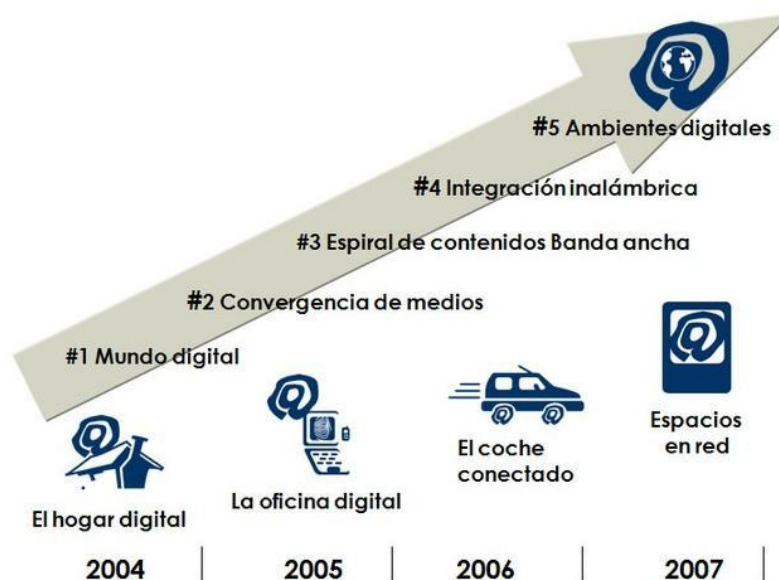 #5 Ambientes digitales
#4 Integración inalámbrica
#3 Espiral de contenidos Banda ancha
#2 Convergencia de medios
#1 Mundo digital
El hogar digital
La oficina digital
El coche
conectado
Espacios
en red
2004
2005
2006
2007